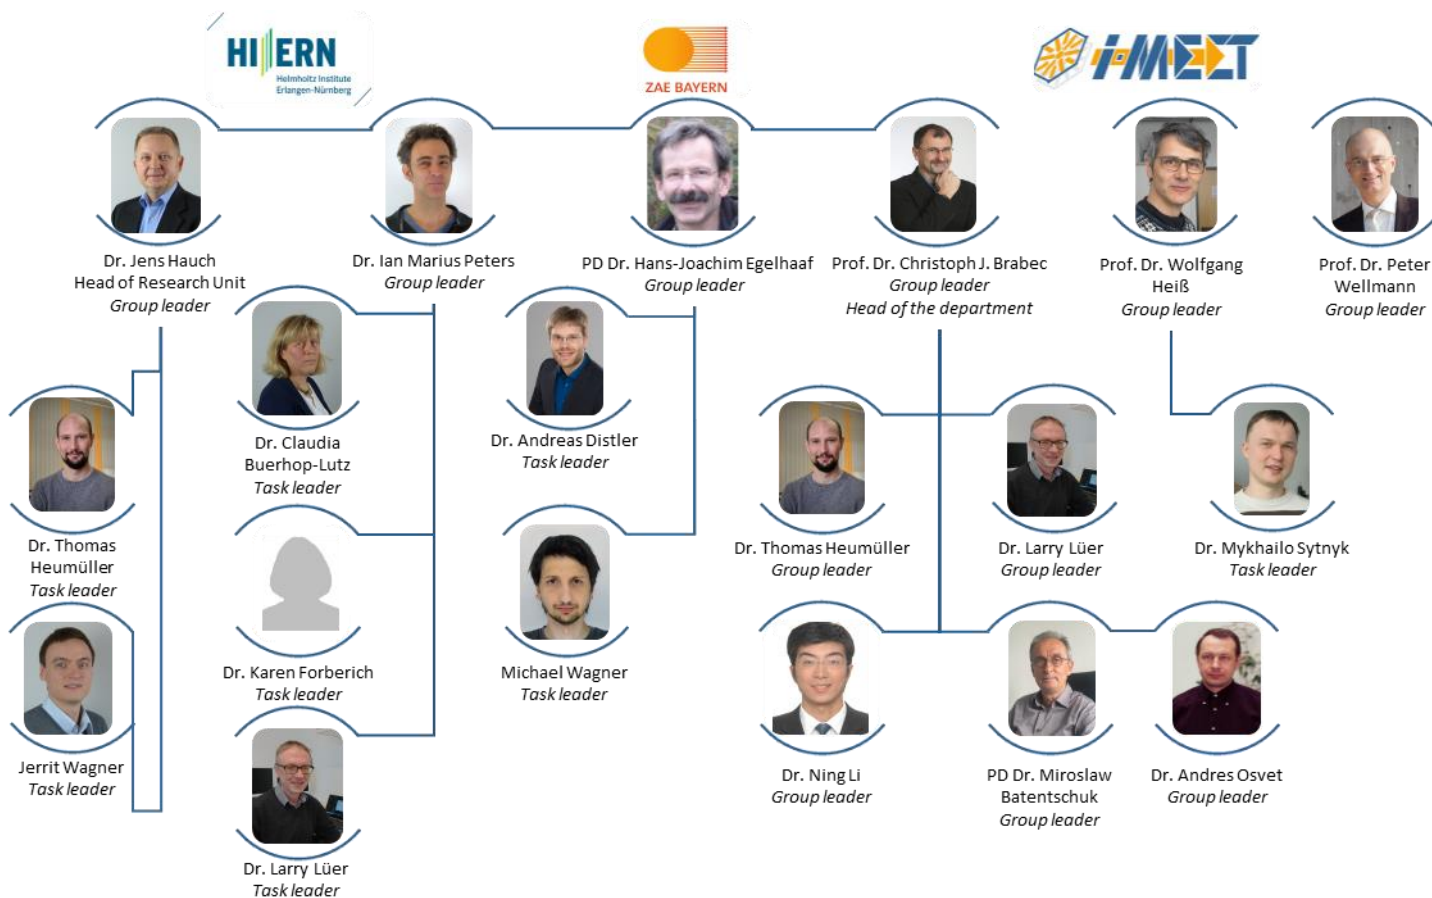 HI ERN
Helmholtz Institute
Erlangen-Nürnberg
ZAE BAYERN
i-MEET
Dr. Jens Hauch
Head of Research Unit
Group leader
Dr. Ian Marius Peters
Group leader
PD Dr. Hans-Joachim Egelhaaf
Group leader
Prof. Dr. Christoph J. Brabec
Group leader
Head of the department
Prof. Dr. Wolfgang
Heiß
Group leader
Prof. Dr. Peter
Wellmann
Group leader
Dr. Claudia
Buerhop-Lutz
Task leader
Dr. Andreas Distler
Task leader
Dr. Thomas
Heumüller
Task leader
Dr. Thomas Heumüller
Group leader
Dr. Larry Lüer
Group leader
Dr. Mykhailo Sytnyk
Task leader
Dr. Karen Forberich
Task leader
Michael Wagner
Task leader
Jerrit Wagner
Task leader
Dr. Ning Li
Group leader
PD Dr. Miroslaw
Batentschuk
Group leader
Dr. Andres Osvet
Group leader
Dr. Larry Lüer
Task leader